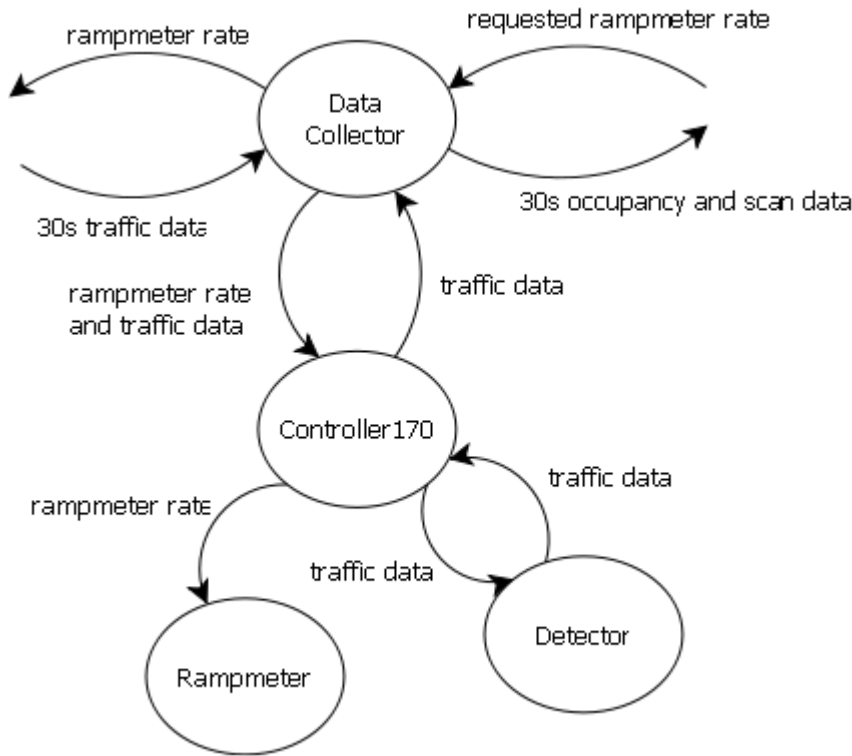 rampmeter rate
requested rampmeter rate
Data
Collector
30s traffic data
30s occupancy and scan data
rampmeter rate
and traffic data
traffic data
Controller170
rampmeter rate
traffic data
traffic data
Rampmeter
Detector